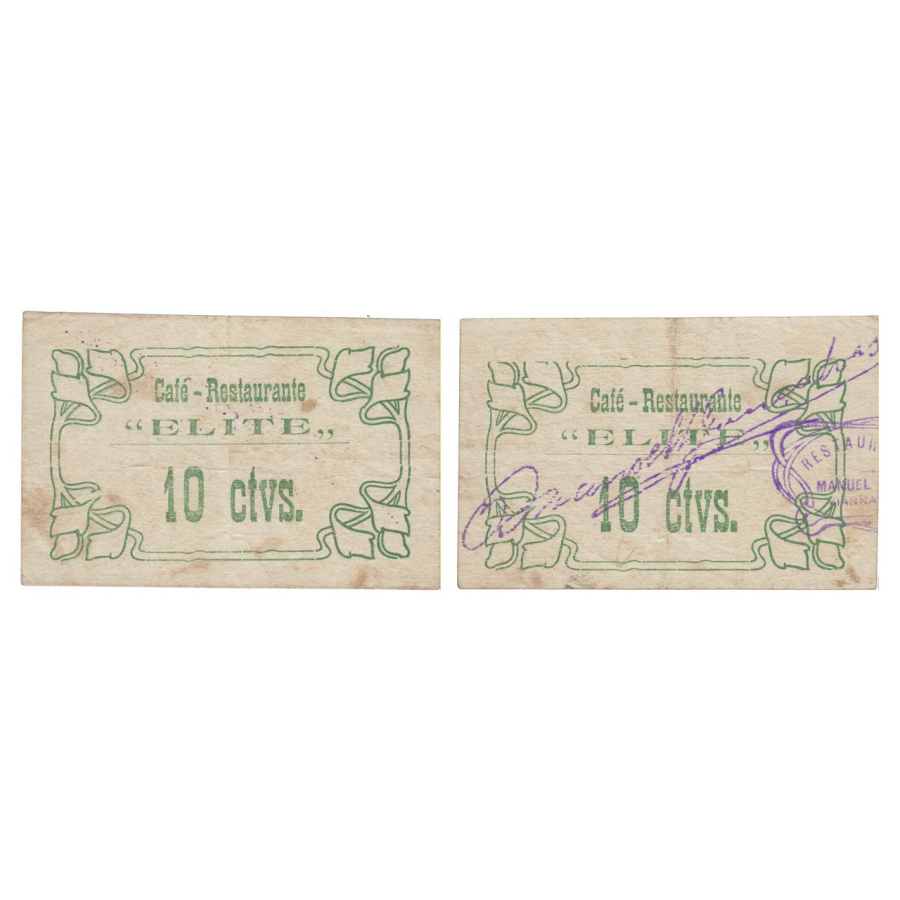 Café - Restaurante
“ELITE„
10 ctvs.
Café - Restaurante
“ELITE„
10 ctvs.
RESTAUR
MANUEL